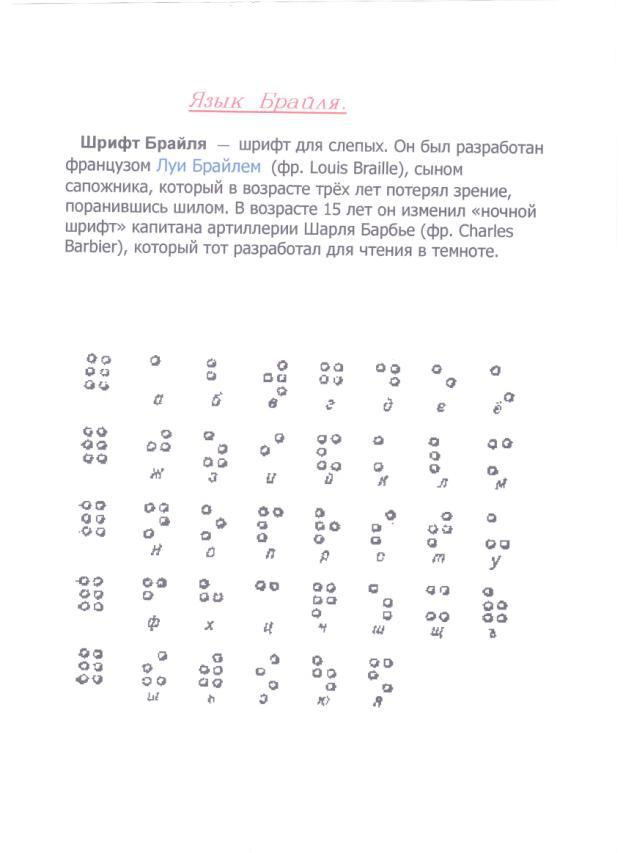 Язык Брайля.
Шрифт Брайля — шрифт для слепых. Он был разработан
французом Луи Брайлем (фр. Louis Braille), сыном
сапожника, который в возрасте трёх лет потерял зрение,
поранившись шилом. В возрасте 15 лет он изменил «ночной
шрифт» капитана артиллерии Шарля Барбье (фр. Charles
Barbier), который тот разработал для чтения в темноте.
а б в г д е ё
ж з и й к л м
н о п р с т у
ф х ц ч ш щ ъ
ы ь э ю я